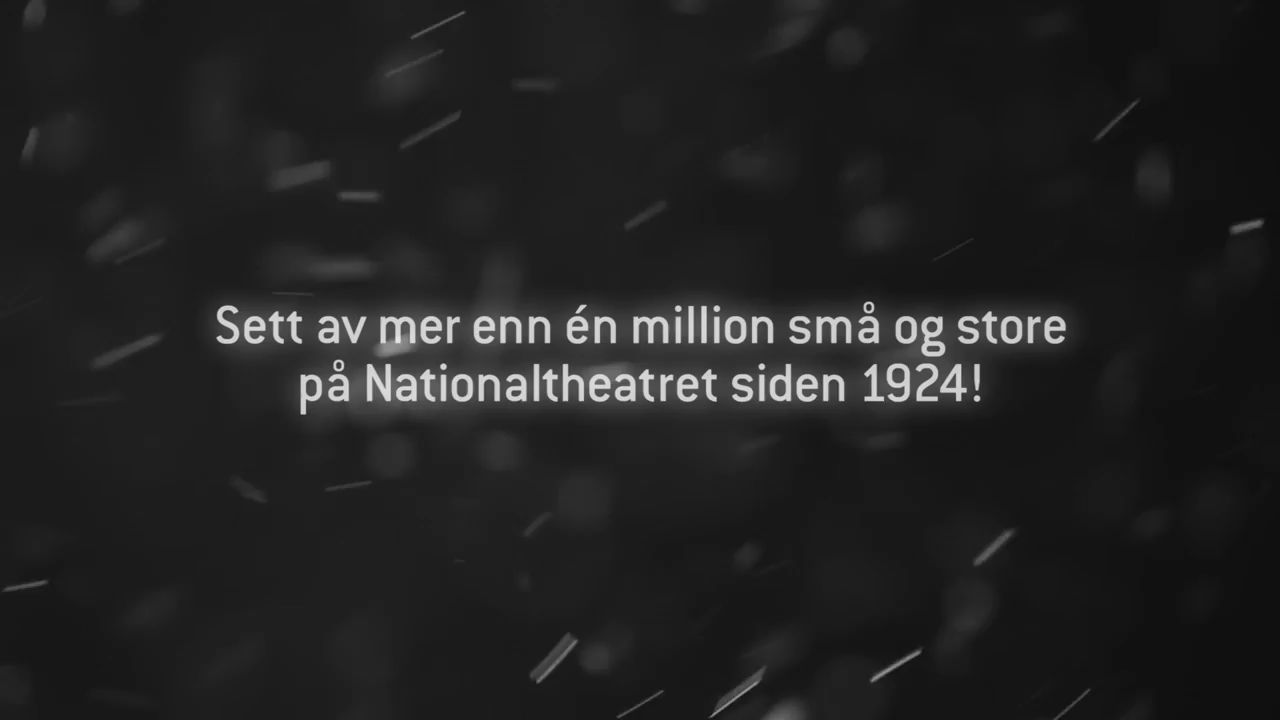 Sett av mer enn én million små og store
på Nationaltheatret siden 1924!